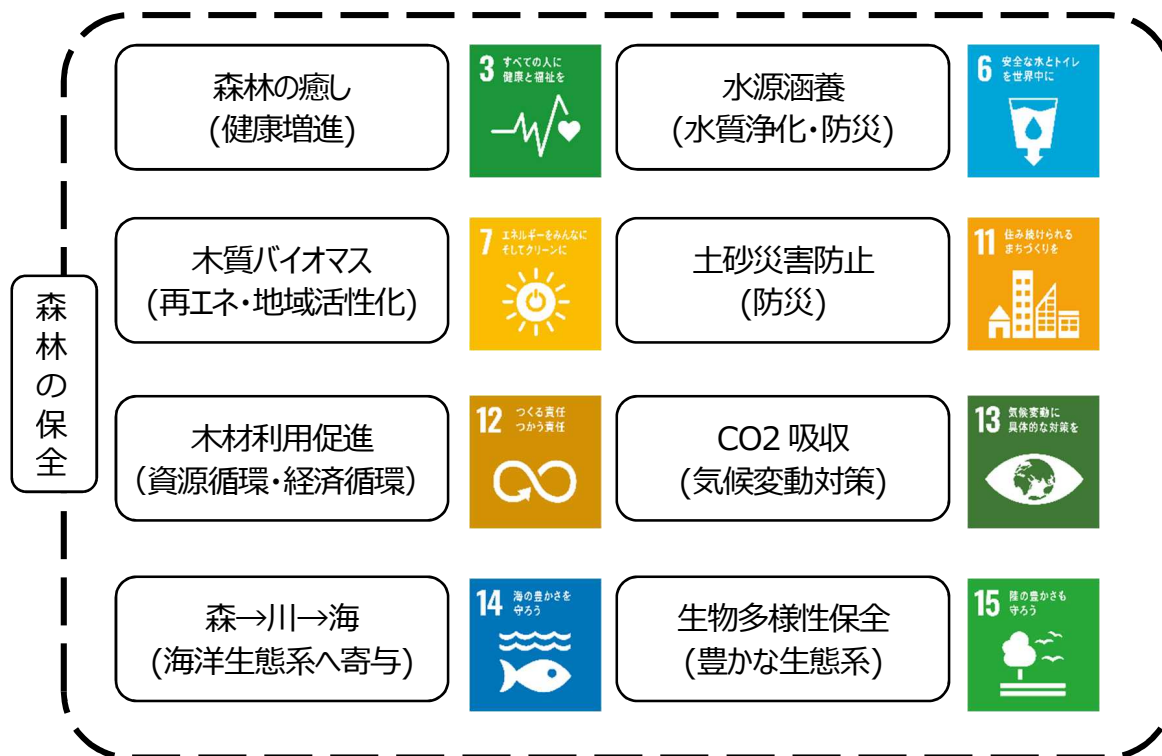 森林の保全
森林の癒し
(健康増進)
3 すべての人に
健康と福祉を
水源涵養
(水質浄化・防災)
6 安全な水とトイレ
を世界中に
木質バイオマス
(再エネ・地域活性化)
7 エネルギーをみんなに
そしてクリーンに
土砂災害防止
(防災)
11 住み続けられる
まちづくりを
木材利用促進
(資源循環・経済循環)
12 つくる責任
つかう責任
CO2 吸収
(気候変動対策)
13 気候変動に
具体的な対策を
森→川→海
(海洋生態系へ寄与)
14 海の豊かさを
守ろう
生物多様性保全
(豊かな生態系)
15 陸の豊かさも
守ろう